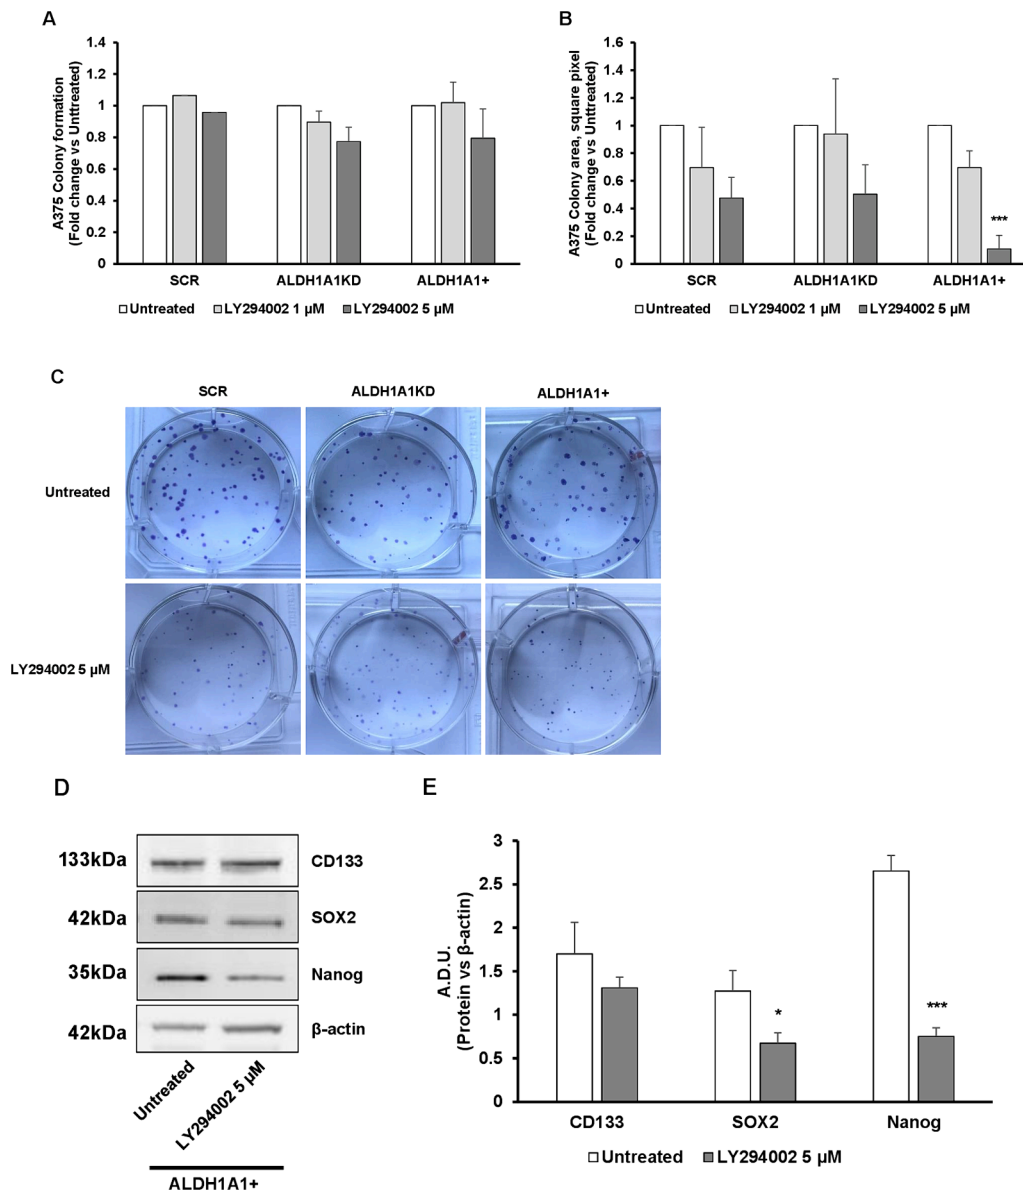 A
A375 Colony formation
(Fold change vs Unttreated)
1.4
1.2
1
0.8
0.6
0.4
0.2
0
SCR
ALDH1A1KD
ALDH1A1+
Untreated
LY294002 1 µM
LY294002 5 µM
B
A375 Colony area, square pixel
(Fold change vs Unttreated)
1.6
1.4
1.2
1
0.8
0.6
0.4
0.2
0
***
SCR
ALDH1A1KD
ALDH1A1+
Untreated
LY294002 1 µM
LY294002 5 µM
C
SCR
ALDH1A1KD
ALDH1A1+
Untreated
LY294002 5 µM
D
133kDa
CD133
42kDa
SOX2
35kDa
Nanog
42kDa
β-actin
Untreated
LY294002 5 µM
ALDH1A1+
E
A.D.U.
(Protein vs β-actin)
3
2.5
2
1.5
1
0.5
0
*
***
CD133
SOX2
Nanog
Untreated
LY294002 5 µM